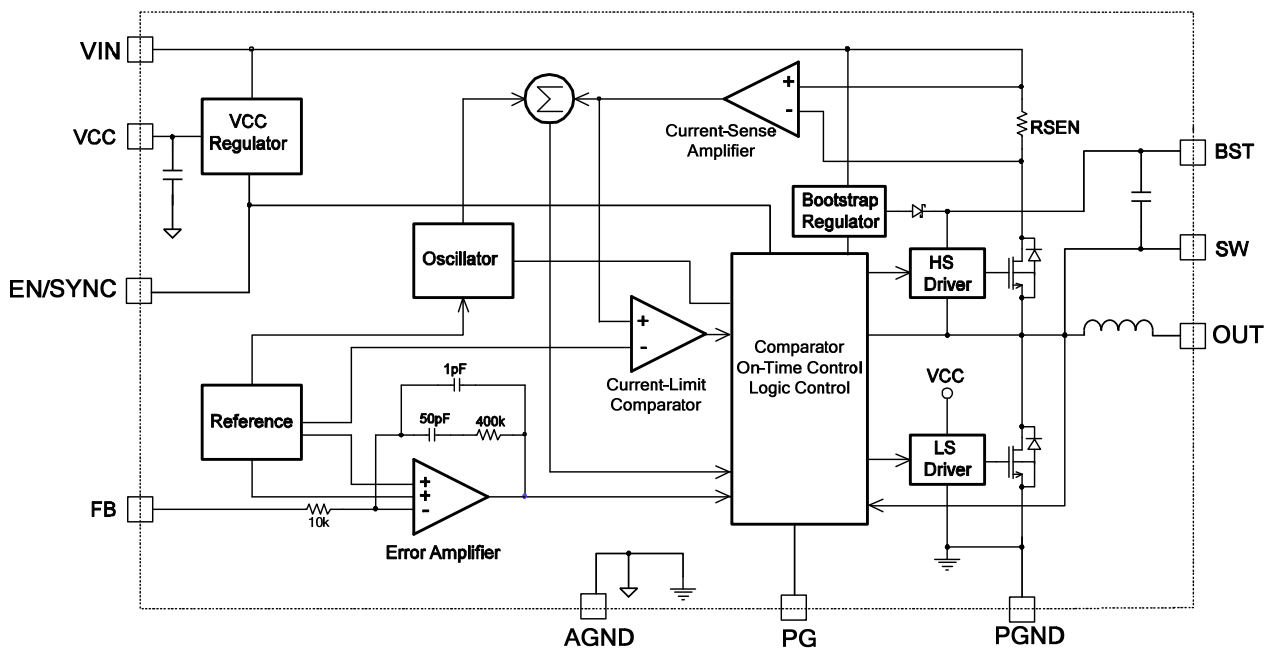 VIN
VCC
Regulator
VCC
Σ
+
-
Current-Sense
Amplifier
RSEN
BST
Bootstrap
Regulator
SW
EN/SYNC
Oscillator
HS
Driver
+
-
Current-Limit
Comparator
Comparator
On-Time Control
Logic Control
OUT
VCC
1pF
50pF
400k
Reference
LS
Driver
FB
10k
+
+
-
Error Amplifier
AGND
PG
PGND